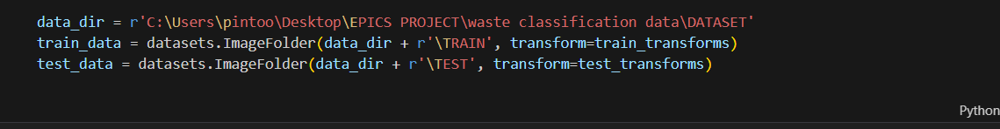 data_dir = r'C:\Users\pintoo\Desktop\EPICS PROJECT\waste classification data\DATASET'
train_data = datasets.ImageFolder(data_dir + r'\TRAIN', transform=train_transforms)
test_data = datasets.ImageFolder(data_dir + r'\TEST', transform=test_transforms)
Python